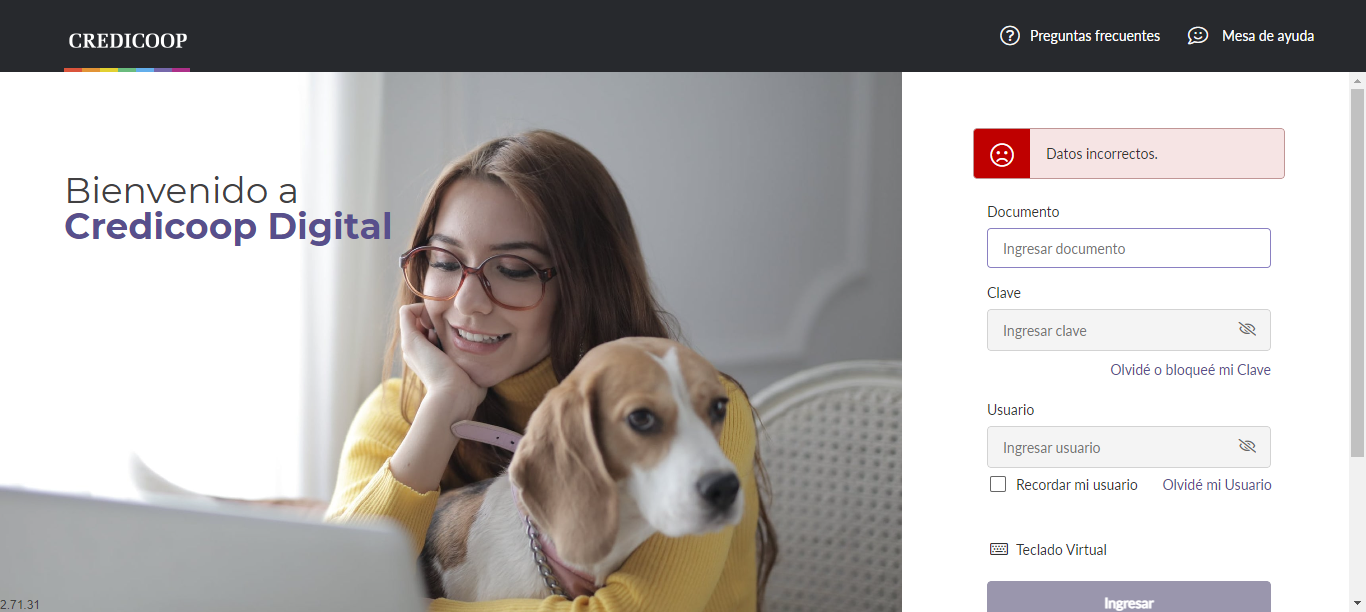 CREDICOOP
Preguntas frecuentes
Mesa de ayuda
Bienvenido a
Credicoop Digital
Datos incorrectos.
Documento
Ingresar documento
Clave
Ingresar clave
Olvidé o bloqueé mi Clave
Usuario
Ingresar usuario
Recordar mi usuario
Olvidé mi Usuario
Teclado Virtual
Ingresar
2.71.31